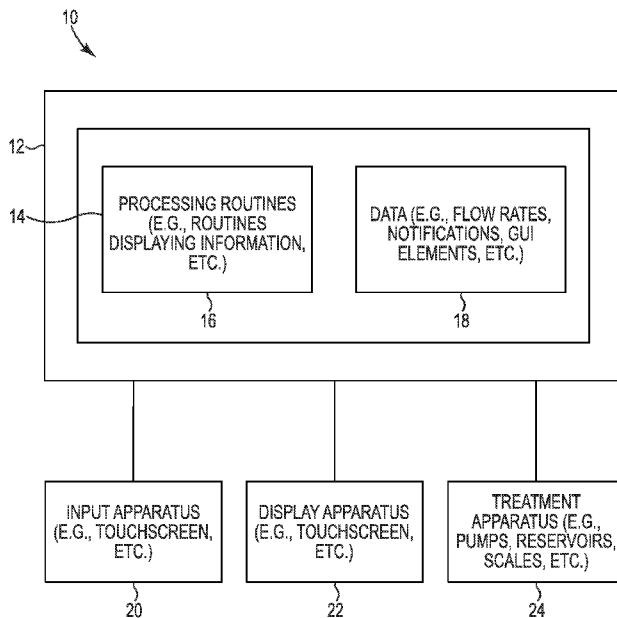 10
12
14
PROCESSING ROUTINES
(E.G., ROUTINES
DISPLAYING INFORMATION,
ETC.)
16
DATA (E.G., FLOW RATES,
NOTIFICATIONS, GUI
ELEMENTS, ETC.)
18
INPUT APPARATUS
(E.G., TOUCHSCREEN,
ETC.)
20
DISPLAY APPARATUS
(E.G., TOUCHSCREEN,
ETC.)
22
TREATMENT
APPARATUS (E.G.,
PUMPS, RESERVOIRS,
SCALES, ETC.)
24